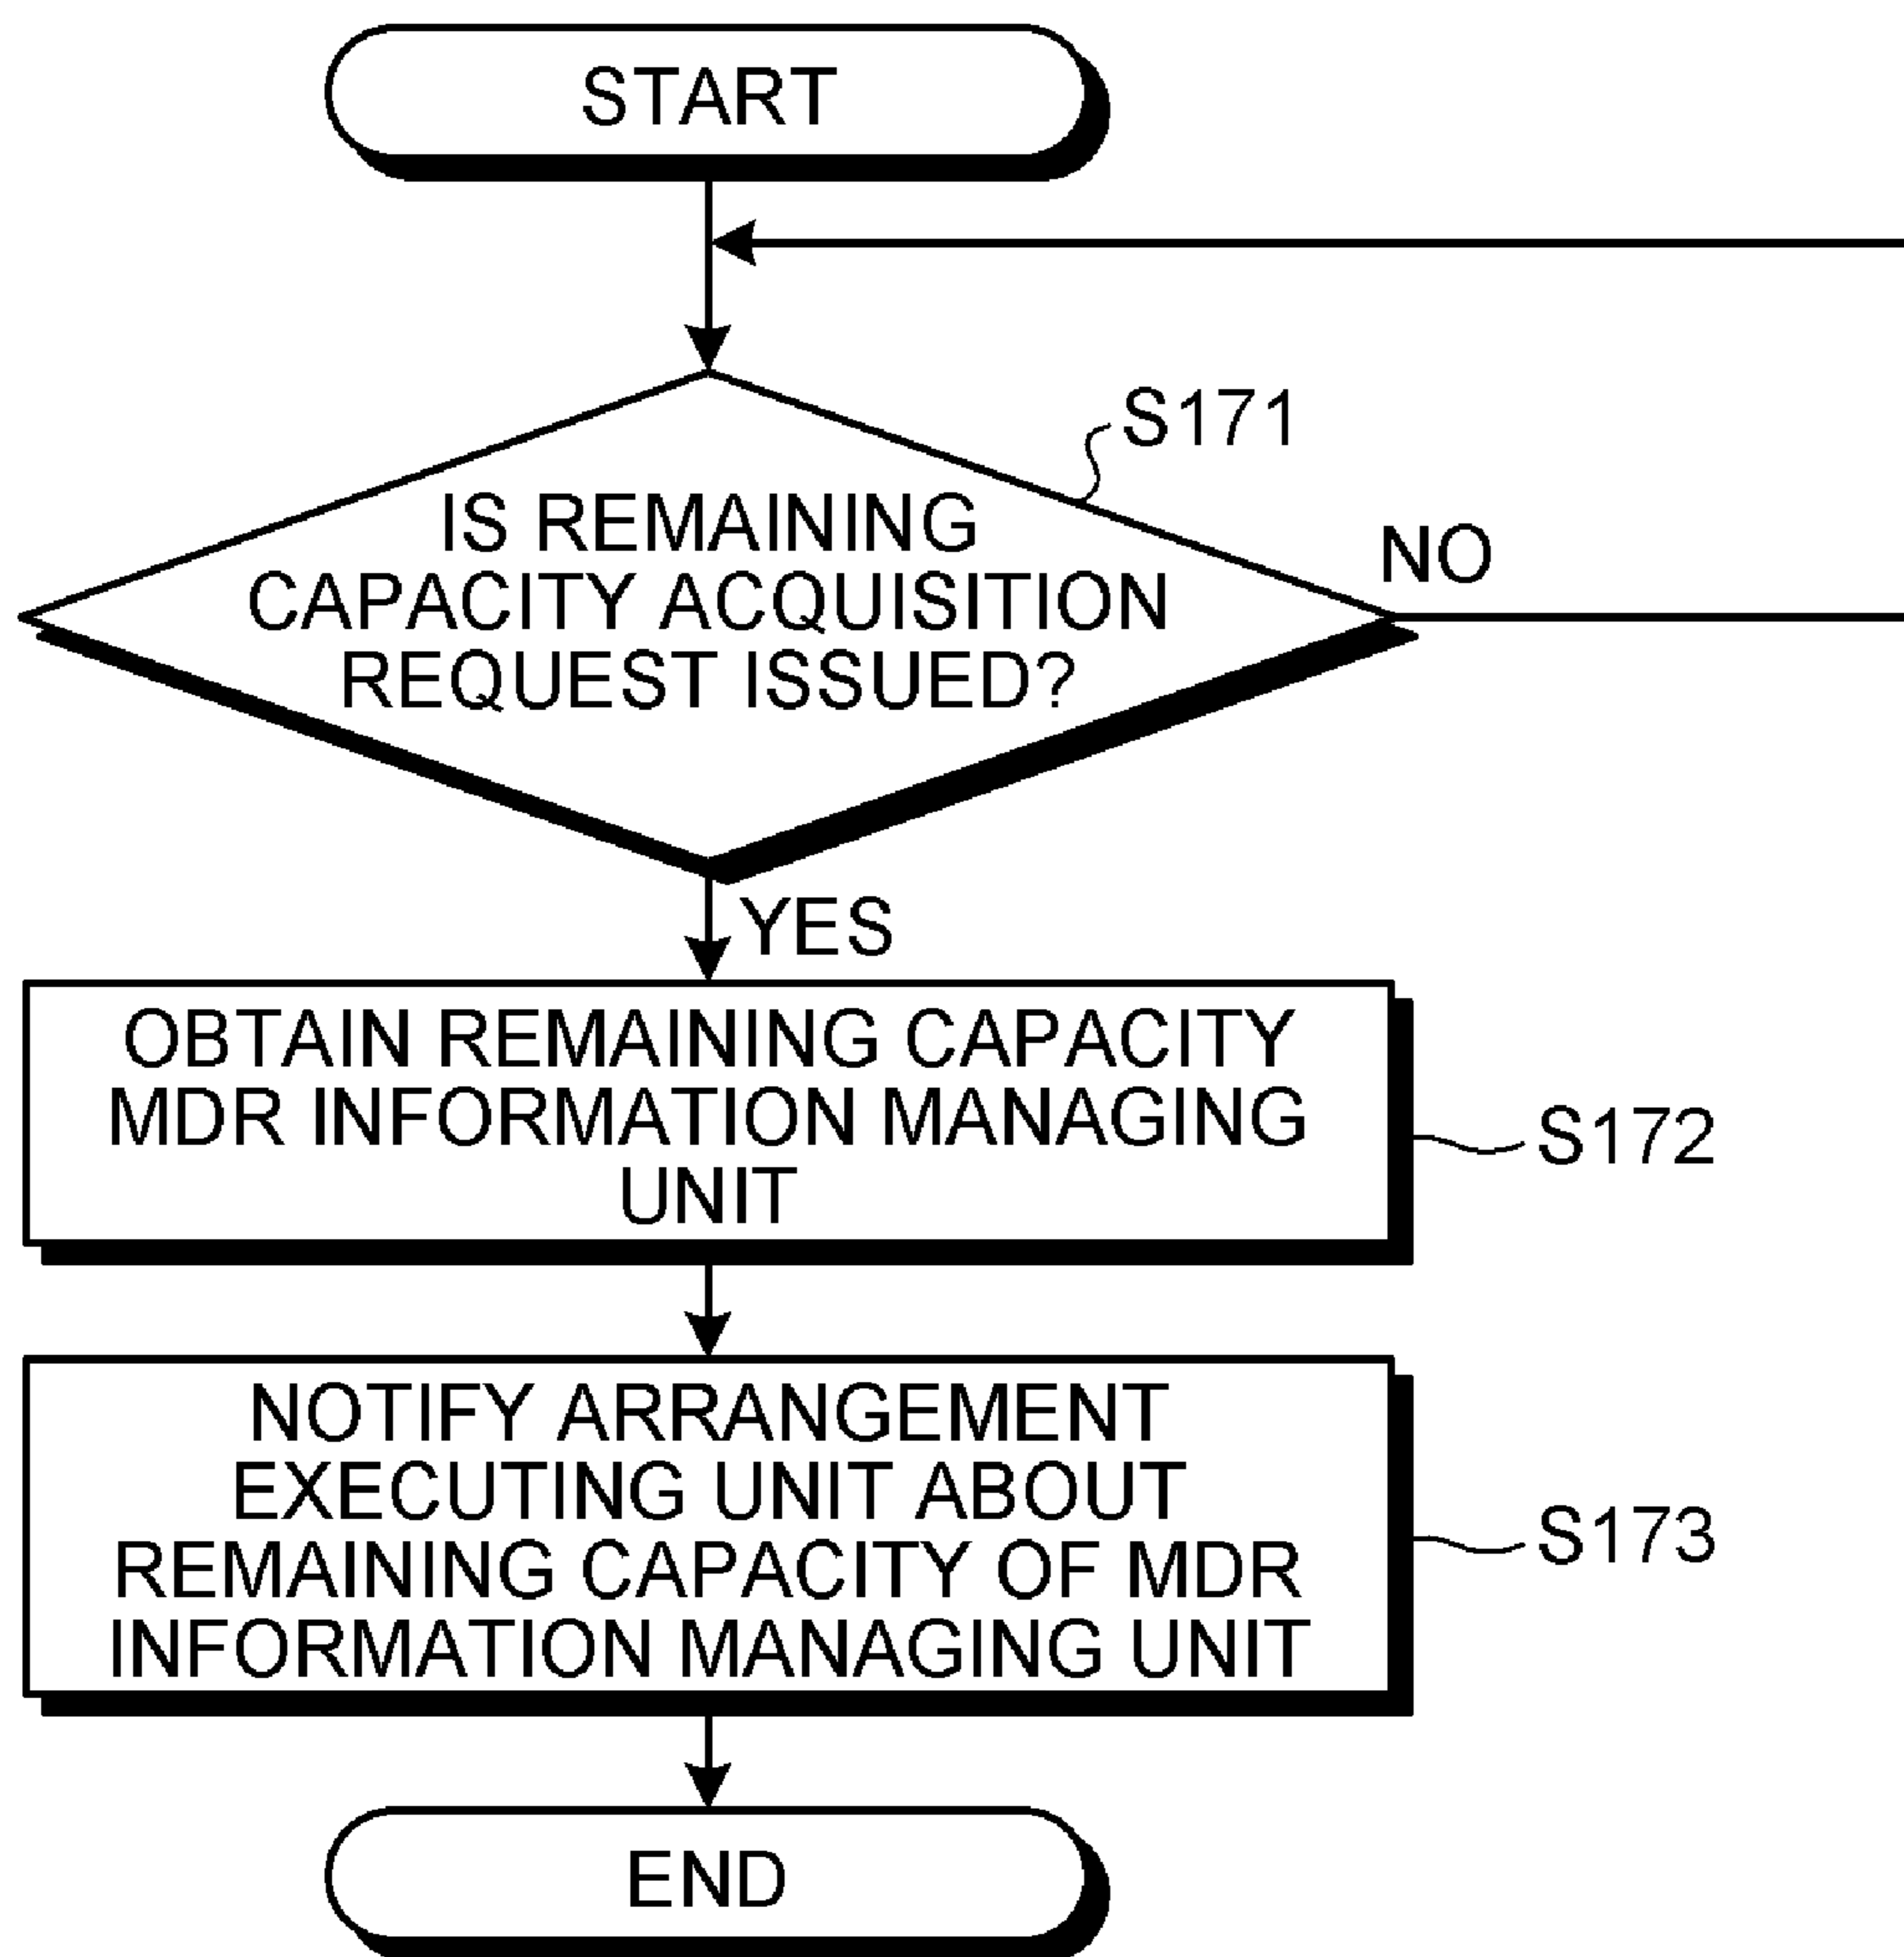 START
S171
IS REMAINING
CAPACITY ACQUISITION
REQUEST ISSUED?
NO
YES
OBTAIN REMAINING CAPACITY
MDR INFORMATION MANAGING
UNIT
S172
NOTIFY ARRANGEMENT
EXECUTING UNIT ABOUT
REMAINING CAPACITY OF MDR
INFORMATION MANAGING UNIT
S173
END